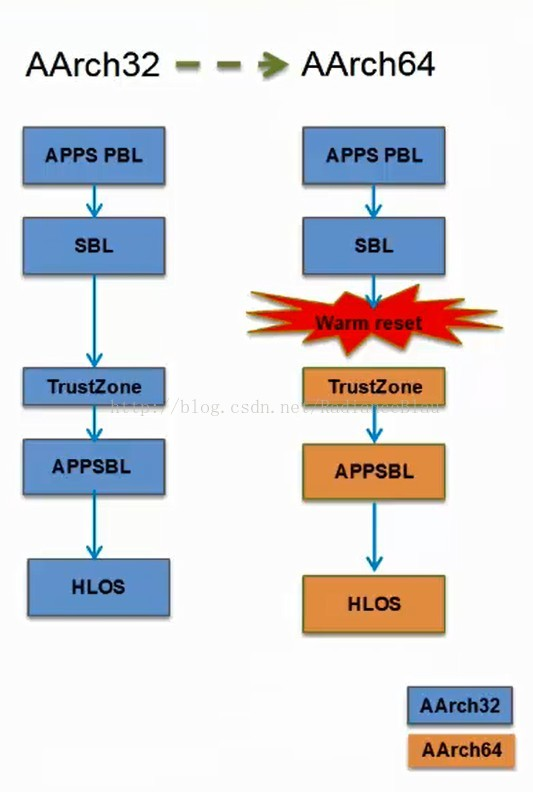 AArch32 AArch64
APPS PBL APPS PBL
SBL SBL
Warm reset
TrustZone TrustZone
APPSBL APPSBL
HLOS HLOS
AArch32
AArch64